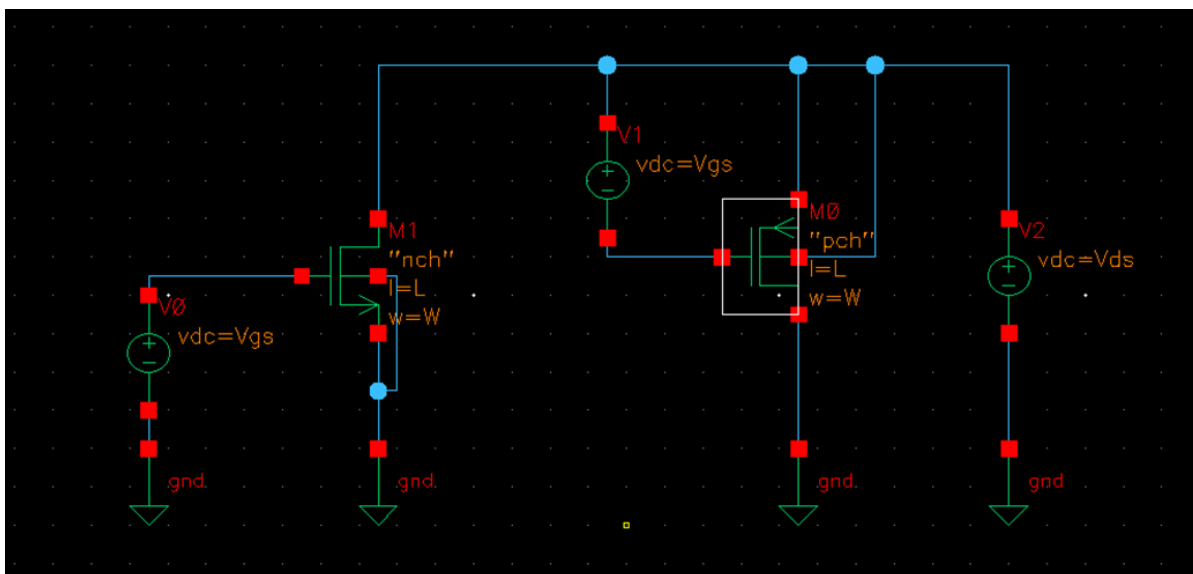 V1
vdc=Vgs
M0
"pch"
l=L
w=W
M1
"nch"
l=L
w=W
V2
vdc=Vds
V0
vdc=Vgs
gnd
gnd
gnd
gnd